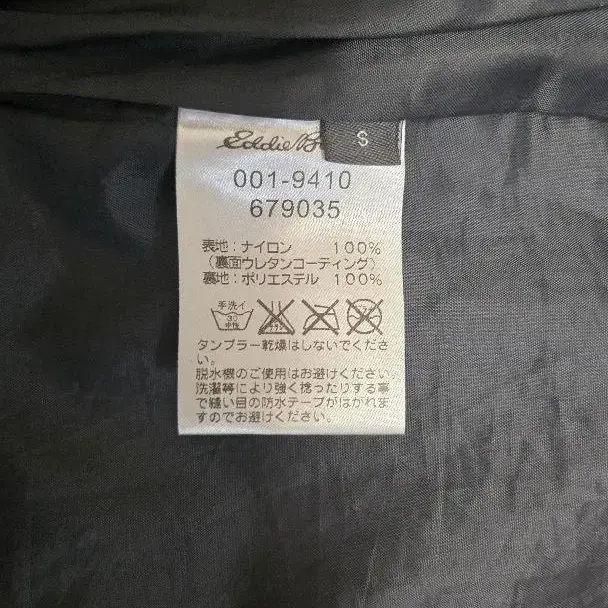 Eddie B
S
001-9410
679035
表地：ナイロン 100%
（裏面ウレタンコーティング）
裏地：ポリエステル 100%
手洗イ
30
中性
タンブラー乾燥はしないでくださ
い。
脱水機のご使用はお避けください。
洗濯等により強く捻ったりする事
で縫い目の防水テープがはがれま
すのでお避けください。